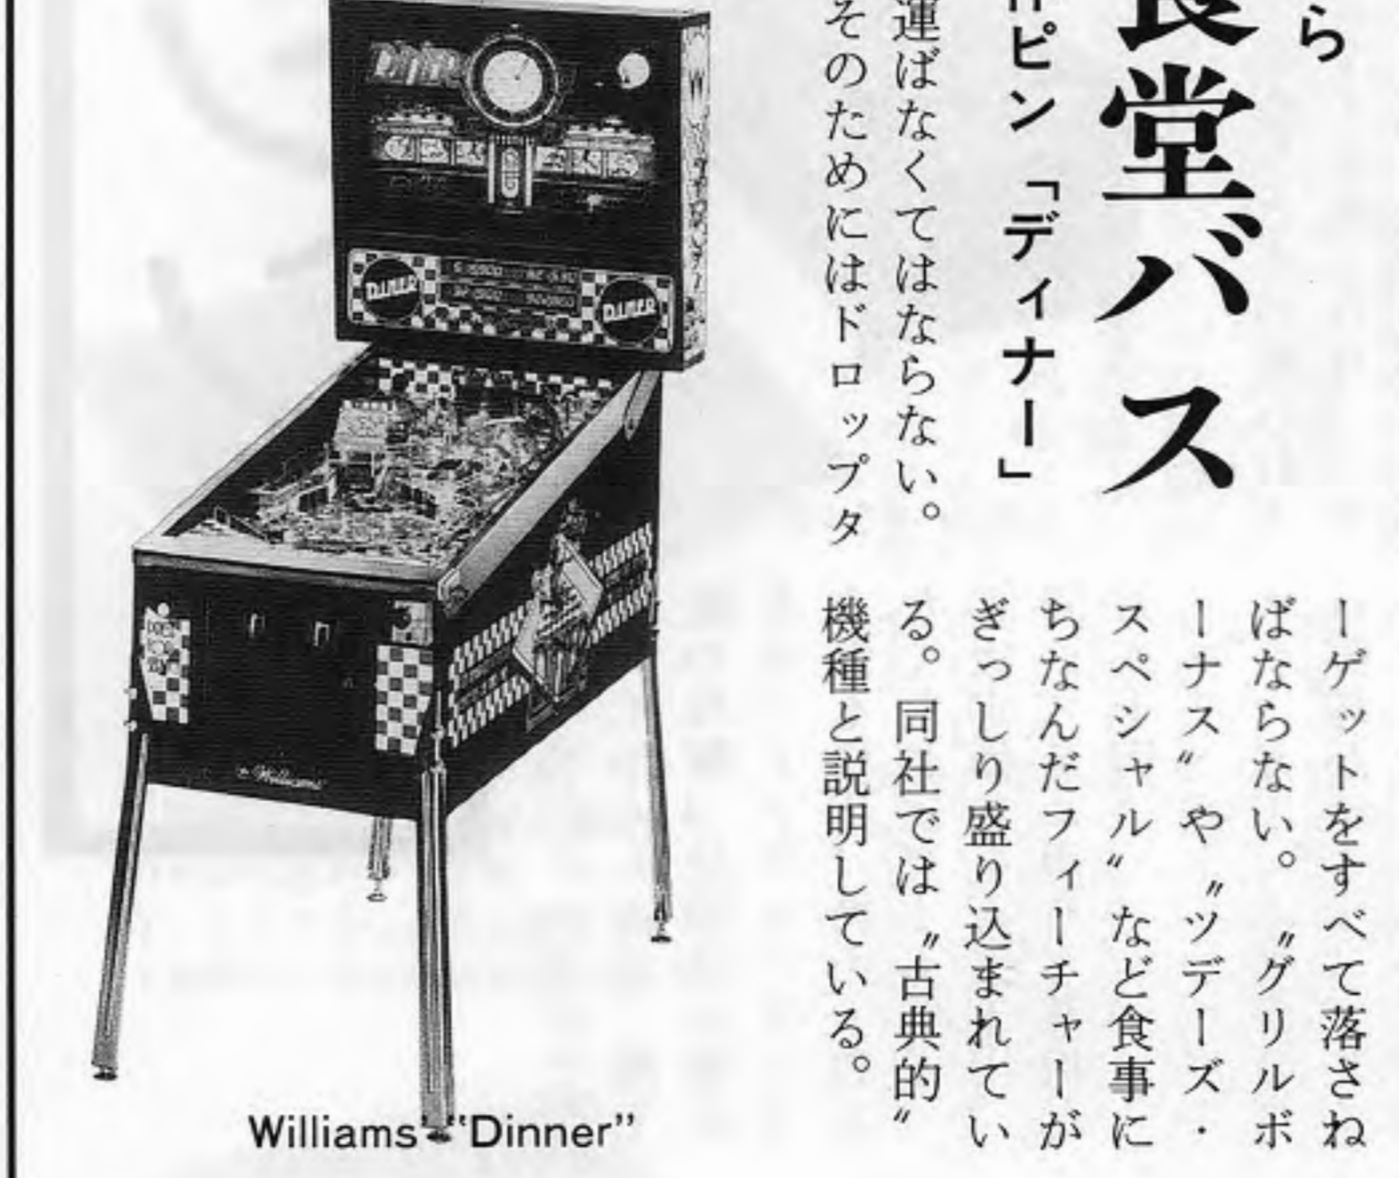 ら
食堂バス
ピン「ディナー」
運ばなくてはならない。
そのためにはドロップタ
ーゲットをすべて落さね
ばならない。〝グリルボ
ーナス〟や〝ツデーズ・
スペシャル〟など食事に
ちなんだフィーチャーが
ぎっしり盛り込まれてい
る。同社では〝古典的〟
機種と説明している。
DINER
DINER
Williams
Williams "Dinner"